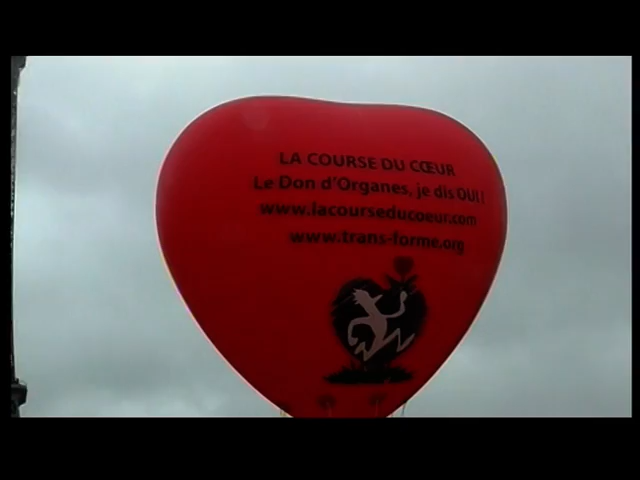 LA COURSE DU CŒUR
Le Don d'Organes, je dis OUI !
www.lacourseducoeur.com
www.trans-forme.org